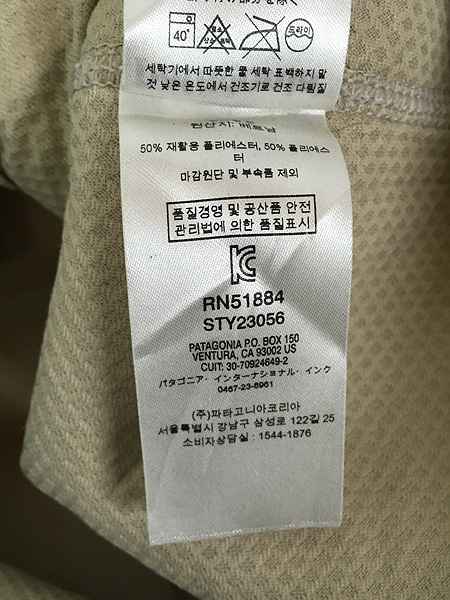 40°
드라이
세탁기에서 따뜻한 물 세탁 표백하지 말
것 낮은 온도에서 건조기로 건조 다림질
원산지: 베트남
50% 재활용 폴리에스터, 50% 폴리에스
터
마감원단 및 부속품 제외
품질경영 및 공산품 안전
관리법에 의한 품질표시
RN51884
STY23056
PATAGONIA P.O. BOX 150
VENTURA, CA 93002 US
CUIT: 30-70924649-2
パタゴニア・インターナショナル・インク
0467-23-8961
(주)파타고니아코리아
서울특별시 강남구 삼성로 122길 25
소비자상담실 : 1544-1876